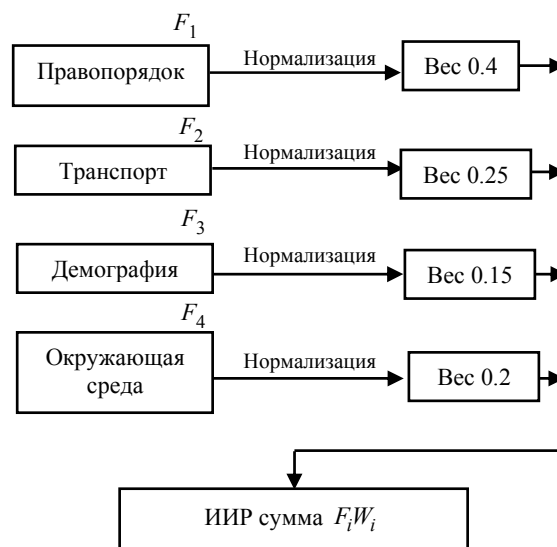 F1
Правопорядок Нормализация Вес 0.4
F2
Транспорт Нормализация Вес 0.25
F3
Демография Нормализация Вес 0.15
F4
Окружающая
среда
Нормализация Вес 0.2
ИИР сумма FiWi